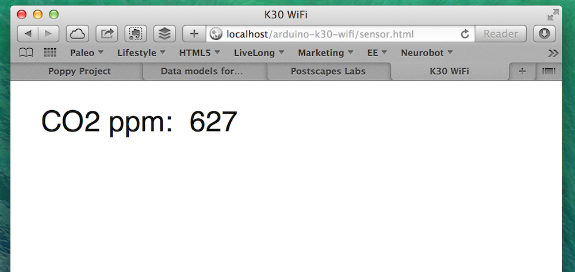 K30 WiFi
localhost/arduino-k30-wifi/sensor.html
Reader
Paleo Lifestyle HTML5 LiveLong Marketing EE Neurobot
Poppy Project Data models for... Postscapes Labs K30 WiFi
CO2 ppm: 627